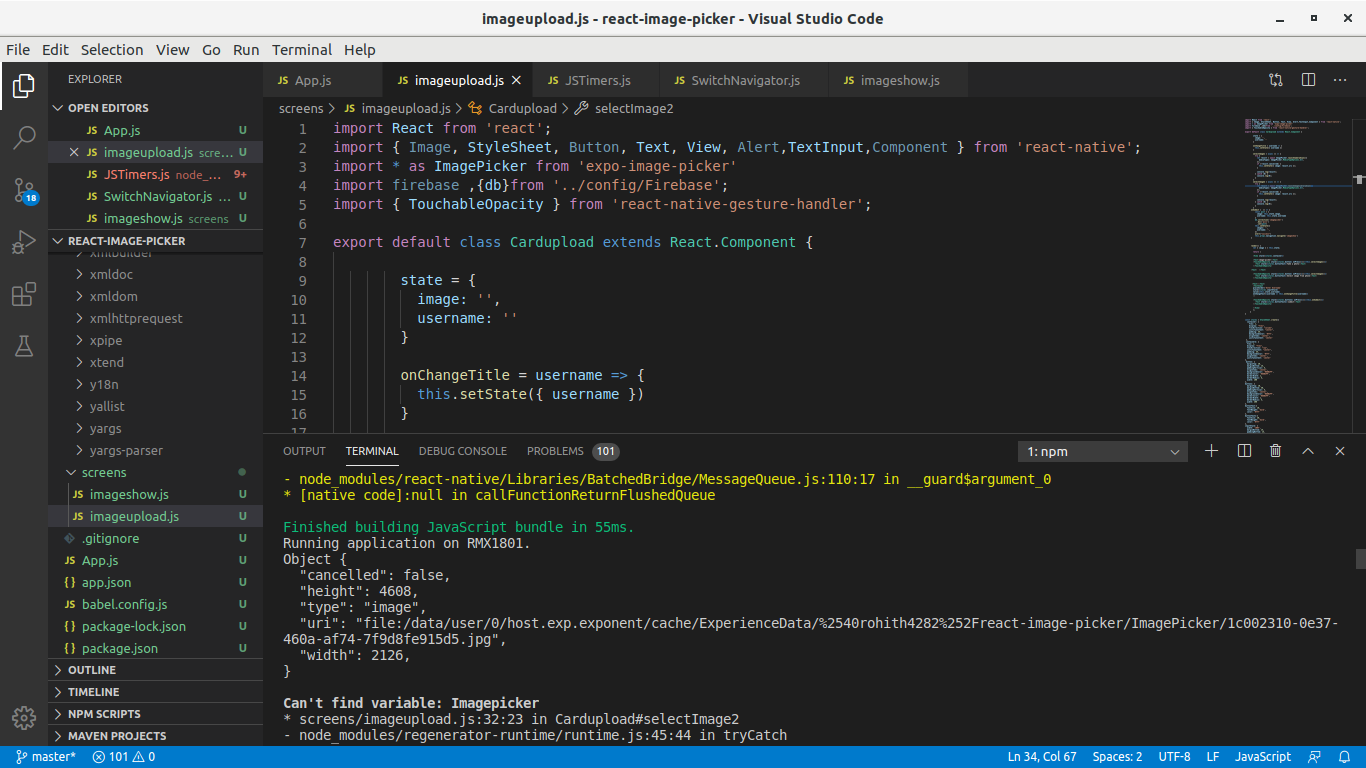 imageupload.js - react-image-picker - Visual Studio Code
File Edit Selection View Go Run Terminal Help
EXPLORER
OPEN EDITORS
JS App.js U
JS imageupload.js scre... U
JS JSTimers.js node_... 9+
JS SwitchNavigator.js ... U
JS imageshow.js screens U
REACT-IMAGE-PICKER
xmlbuilder
xmldoc
xmldom
xmlhttprequest
xpipe
xtend
y18n
yallist
yargs
yargs-parser
screens
JS imageshow.js U
JS imageupload.js U
.gitignore U
JS App.js U
{} app.json U
JS babel.config.js U
{} package-lock.json U
{} package.json U
OUTLINE
TIMELINE
NPM SCRIPTS
MAVEN PROJECTS
18
JS App.js JS imageupload.js JS JSTimers.js JS SwitchNavigator.js JS imageshow.js
screens > JS imageupload.js > Cardupload > selectImage2
1 import React from 'react';
2 import { Image, StyleSheet, Button, Text, View, Alert,TextInput,Component } from 'react-native';
3 import * as ImagePicker from 'expo-image-picker'
4 import firebase ,{db}from '../config/Firebase';
5 import { TouchableOpacity } from 'react-native-gesture-handler';
6
7 export default class Cardupload extends React.Component {
8
9 state = {
10 image: '',
11 username: ''
12 }
13
14 onChangeTitle = username => {
15 this.setState({ username })
16 }
17
OUTPUT TERMINAL DEBUG CONSOLE PROBLEMS 101 1: npm
- node_modules/react-native/Libraries/BatchedBridge/MessageQueue.js:110:17 in __guard$argument_0
* [native code]:null in callFunctionReturnFlushedQueue
Finished building JavaScript bundle in 55ms.
Running application on RMX1801.
Object {
"cancelled": false,
"height": 4608,
"type": "image",
"uri": "file:/data/user/0/host.exp.exponent/cache/ExperienceData/%2540rohith4282%252Freact-image-picker/ImagePicker/1c002310-0e37-
460a-af74-7f9d8fe915d5.jpg",
"width": 2126,
}
Can't find variable: Imagepicker
* screens/imageupload.js:32:23 in Cardupload#selectImage2
- node_modules/regenerator-runtime/runtime.js:45:44 in tryCatch
master* 101 0 Ln 34, Col 67 Spaces: 2 UTF-8 LF JavaScript